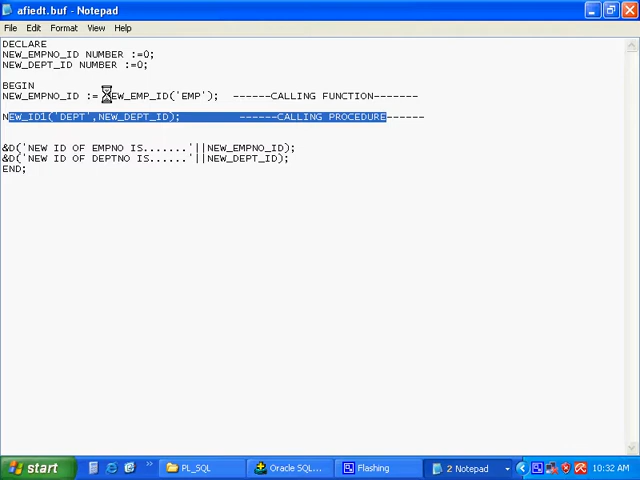 afiedt.buf - Notepad
File Edit Format View Help
DECLARE
NEW_EMPNO_ID NUMBER :=0;
NEW_DEPT_ID NUMBER :=0;
BEGIN
NEW_EMPNO_ID := NEW_EMP_ID('EMP'); ------CALLING FUNCTION-------
NEW_ID1('DEPT',NEW_DEPT_ID); ------CALLING PROCEDURE------
&D('NEW ID OF EMPNO IS.......'||NEW_EMPNO_ID);
&D('NEW ID OF DEPTNO IS......'||NEW_DEPT_ID);
END;
start PL_SQL Oracle SQL... Flashing 2 Notepad 10:32 AM